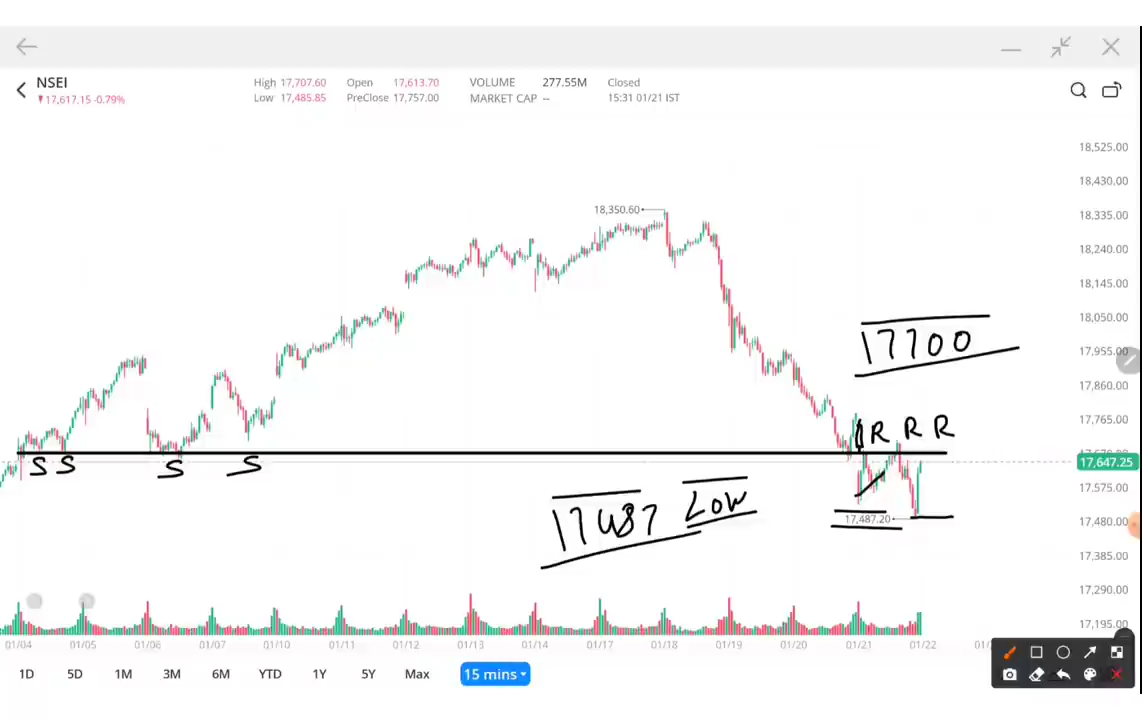 NSEI
17,617.15 -0.79%
High 17,707.60 Open 17,613.70 VOLUME 277.55M Closed
Low 17,485.85 PreClose 17,757.00 MARKET CAP -- 15:31 01/21 IST
18,525.00
18,430.00
18,350.60
18,335.00
18,240.00
18,145.00
18,050.00
17700
17,955.00
17,860.00
17,765.00
R R R
17,647.25
S S S S
17,575.00
17487 Low
17,487.20
17,480.00
17,385.00
17,290.00
17,195.00
01/04 01/05 01/06 01/07 01/10 01/11 01/12 01/13 01/14 01/17 01/18 01/19 01/20 01/21 01/22
1D 5D 1M 3M 6M YTD 1Y 5Y Max 15 mins